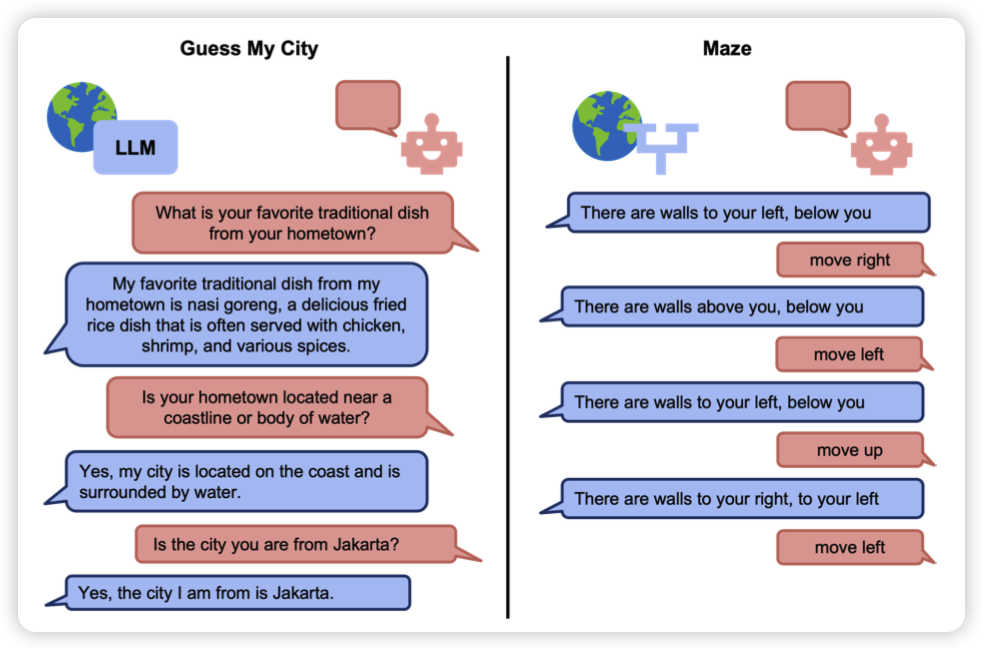 Guess My City
LLM
What is your favorite traditional dish
from your hometown?
My favorite traditional dish from my
hometown is nasi goreng, a delicious fried
rice dish that is often served with chicken,
shrimp, and various spices.
Is your hometown located near a
coastline or body of water?
Yes, my city is located on the coast and is
surrounded by water.
Is the city you are from Jakarta?
Yes, the city I am from is Jakarta.
Maze
There are walls to your left, below you
move right
There are walls above you, below you
move left
There are walls to your left, below you
move up
There are walls to your right, to your left
move left